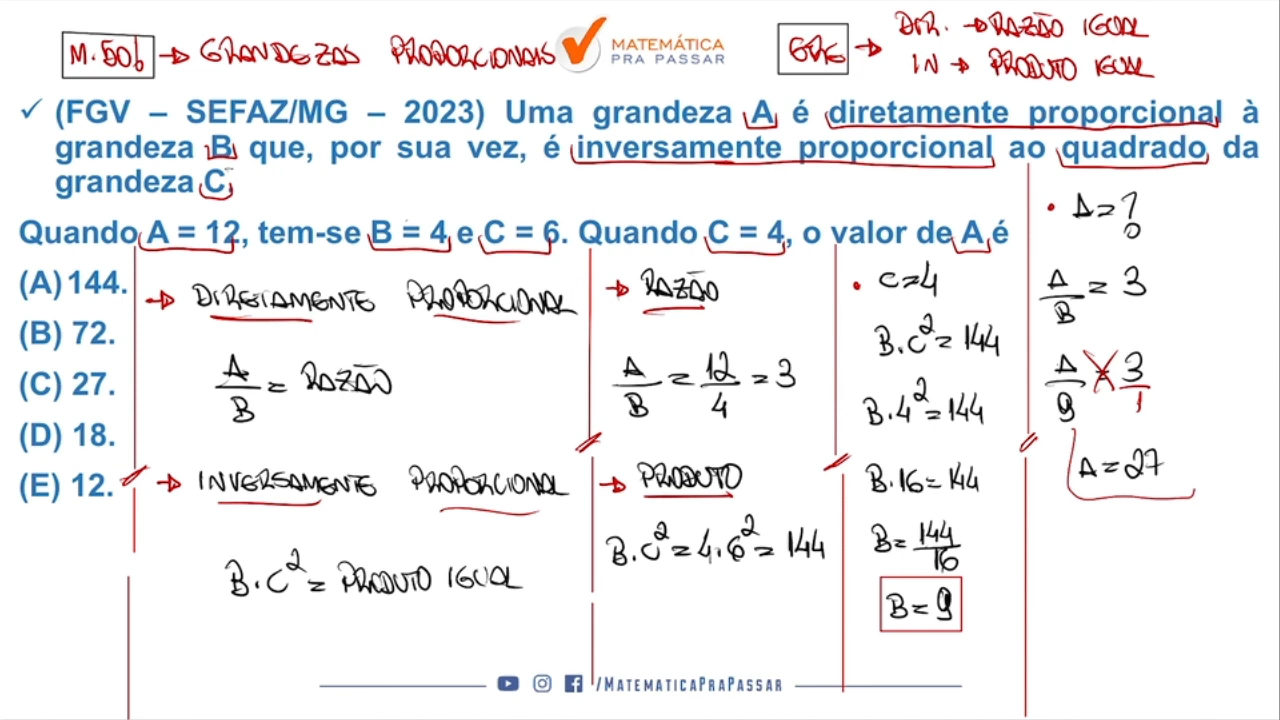 M.50! → GRANDEZAS PROPORCIONAIS
MATEMÁTICA
PRA PASSAR
DIR. → RAZÃO IGUAL
IN → PRODUTO IGUAL
✓ (FGV – SEFAZ/MG – 2023) Uma grandeza A é diretamente proporcional à
grandeza B que, por sua vez, é inversamente proporcional ao quadrado da
grandeza C.
Quando A = 12, tem-se B = 4 e C = 6. Quando C = 4, o valor de A é
(A) 144.
(B) 72.
(C) 27.
(D) 18.
(E) 12.
→ DIRETAMENTE PROPORCIONAL
A/B = RAZÃO
→ INVERSAMENTE PROPORCIONAL
B.C² = PRODUTO IGUAL
→ RAZÃO
A/B = 12/4 = 3
→ PRODUTO
B.C² = 4.6² = 144
• C=4
B.C² = 144
B.4² = 144
B.16 = 144
B = 144/16
B = 9
• A = ?
A/B = 3
A/9 = 3/1
A = 27
/MATEMATICAPRAPASSAR